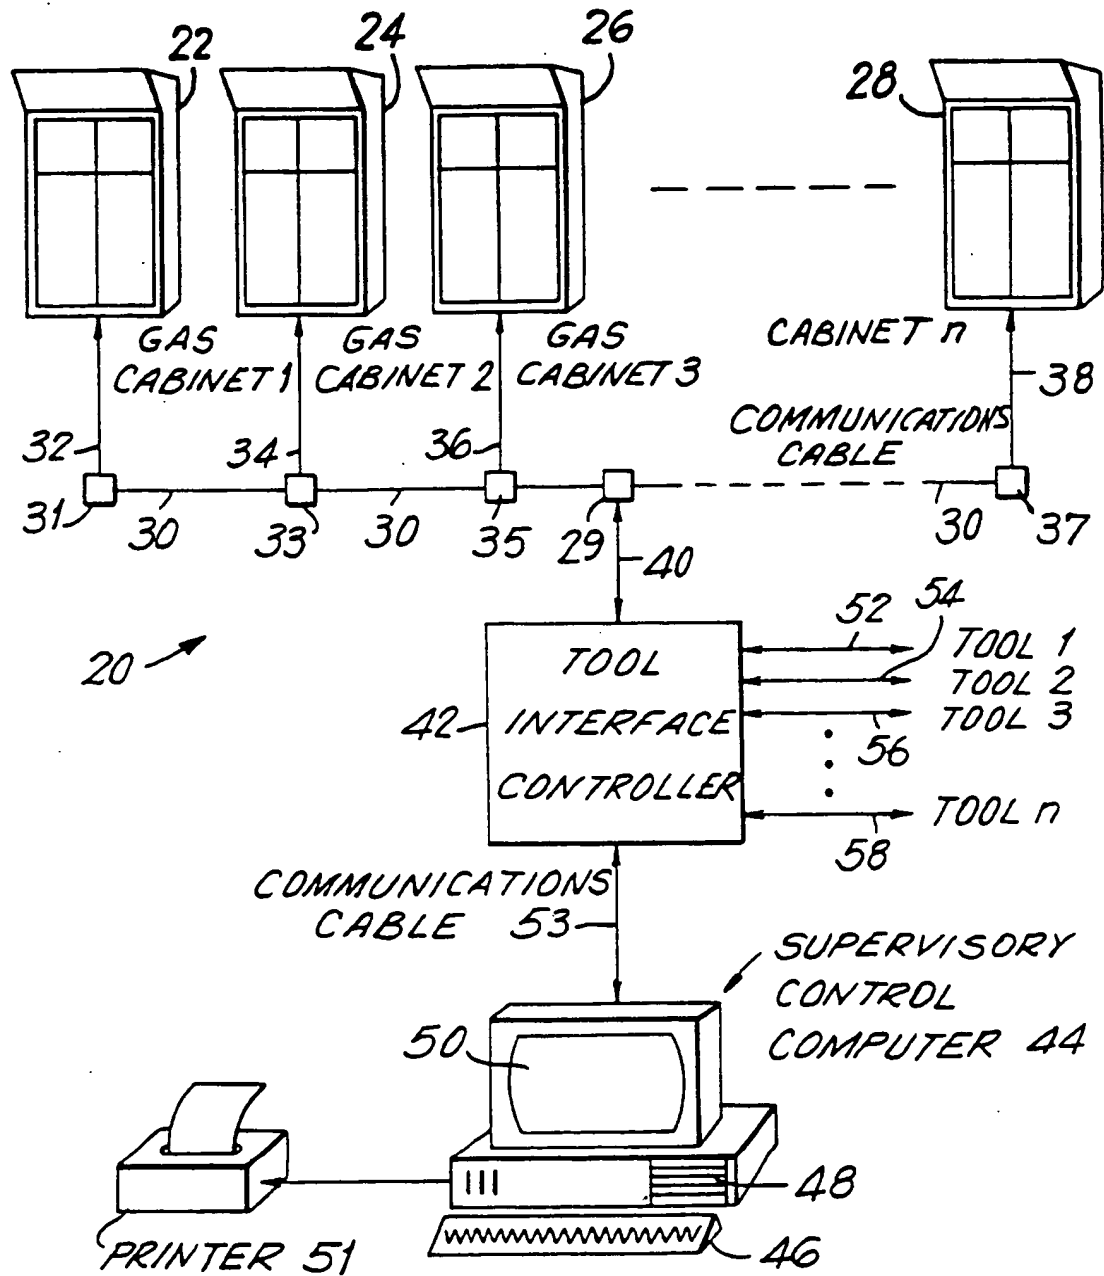 22
24
26
28
GAS
CABINET 1
GAS
CABINET 2
GAS
CABINET 3
CABINET n
38
COMMUNICATIONS
CABLE
32
34
36
31
30
33
30
35
29
40
30
37
20
42
TOOL
INTERFACE
CONTROLLER
52
54
TOOL 1
TOOL 2
TOOL 3
56
TOOL n
58
COMMUNICATIONS
CABLE
53
SUPERVISORY
CONTROL
COMPUTER 44
50
48
46
PRINTER 51